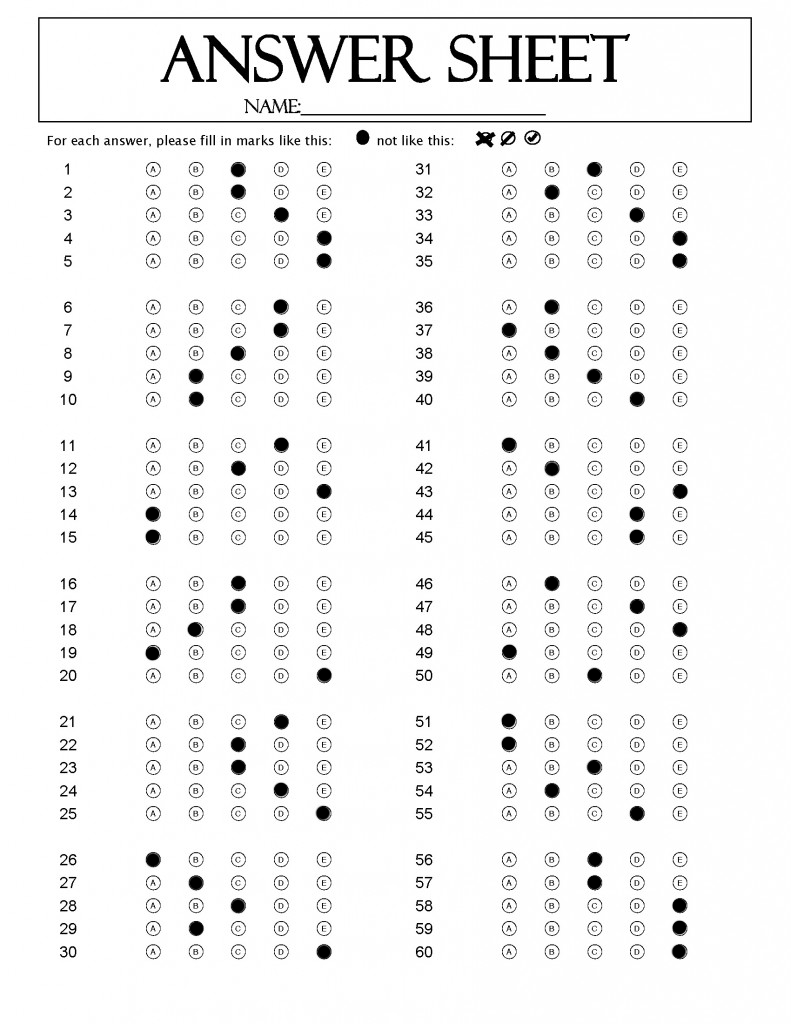 ANSWER SHEET
NAME:
For each answer, please fill in marks like this: not like this:
1 A B D E 31 A B D E
2 A B D E 32 A C D E
3 A B C E 33 A B C E
4 A B C D 34 A B C D
5 A B C D 35 A B C D
6 A B C E 36 A C D E
7 A B C E 37 B C D E
8 A B D E 38 A C D E
9 A C D E 39 A B D E
10 A C D E 40 A B C E
11 A B C E 41 B C D E
12 A B D E 42 A C D E
13 A B C D 43 A B C D
14 B C D E 44 A B C E
15 B C D E 45 A B C E
16 A B D E 46 A C D E
17 A B D E 47 A B C E
18 A C D E 48 A B C D
19 B C D E 49 B C D E
20 A B C D 50 A B D E
21 A B C E 51 B C D E
22 A B D E 52 B C D E
23 A B D E 53 A B D E
24 A B C E 54 A C D E
25 A B C D 55 A B C E
26 B C D E 56 A B D E
27 A C D E 57 A B D E
28 A B D E 58 A B C D
29 A C D E 59 A B C D
30 A B C D 60 A B C D